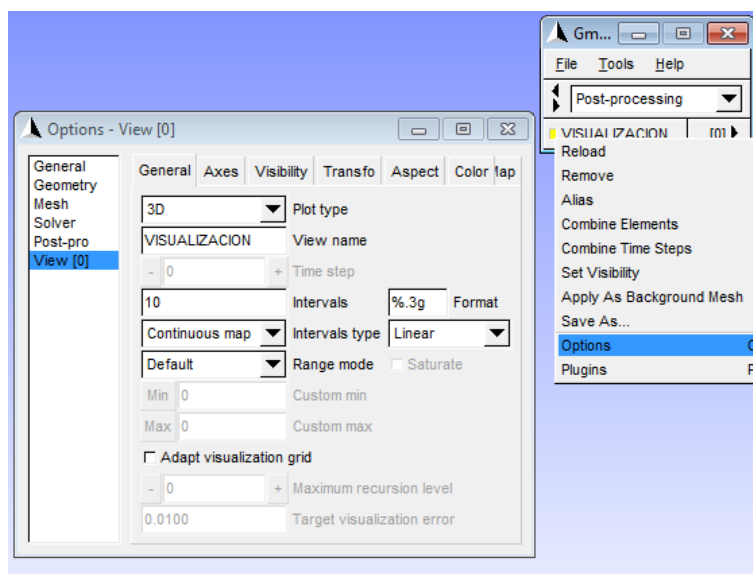 Gm...
File Tools Help
Post-processing
VISUALIZACION [0]
Reload
Remove
Alias
Combine Elements
Combine Time Steps
Set Visibility
Apply As Background Mesh
Save As...
Options
Plugins
Options - View [0]
General
Geometry
Mesh
Solver
Post-pro
View [0]
General Axes Visibility Transfo Aspect Color Map
3D Plot type
VISUALIZACION View name
- 0 + Time step
10 Intervals %.3g Format
Continuous map Intervals type Linear
Default Range mode Saturate
Min 0 Custom min
Max 0 Custom max
Adapt visualization grid
- 0 + Maximum recursion level
0.0100 Target visualization error